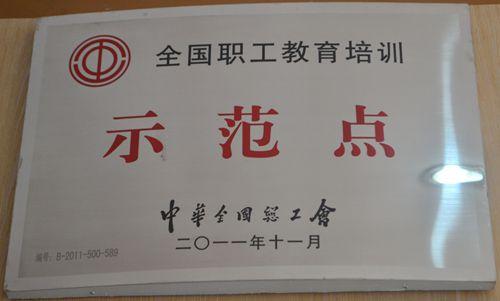 全国职工教育培训
示范点
中华全国总工會
二〇一一年十一月
编号：B-2011-500-589